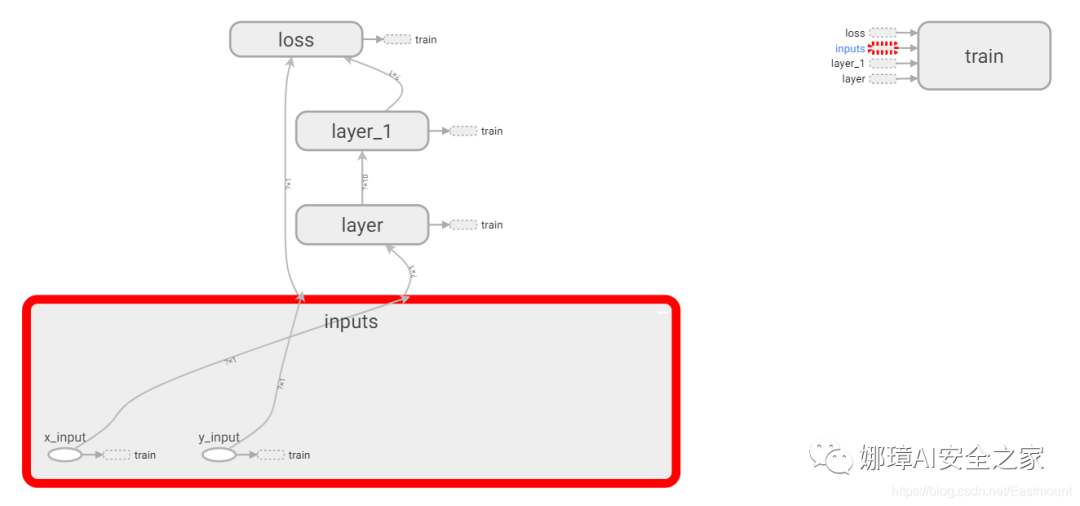 loss
train
?×1
layer_1
train
?×1
?×10
layer
train
?×1
inputs
?×1
?×1
x_input
train
y_input
train
loss
inputs
layer_1
layer
train
娜璋AI安全之家
https://blog.csdn.net/Eastmount